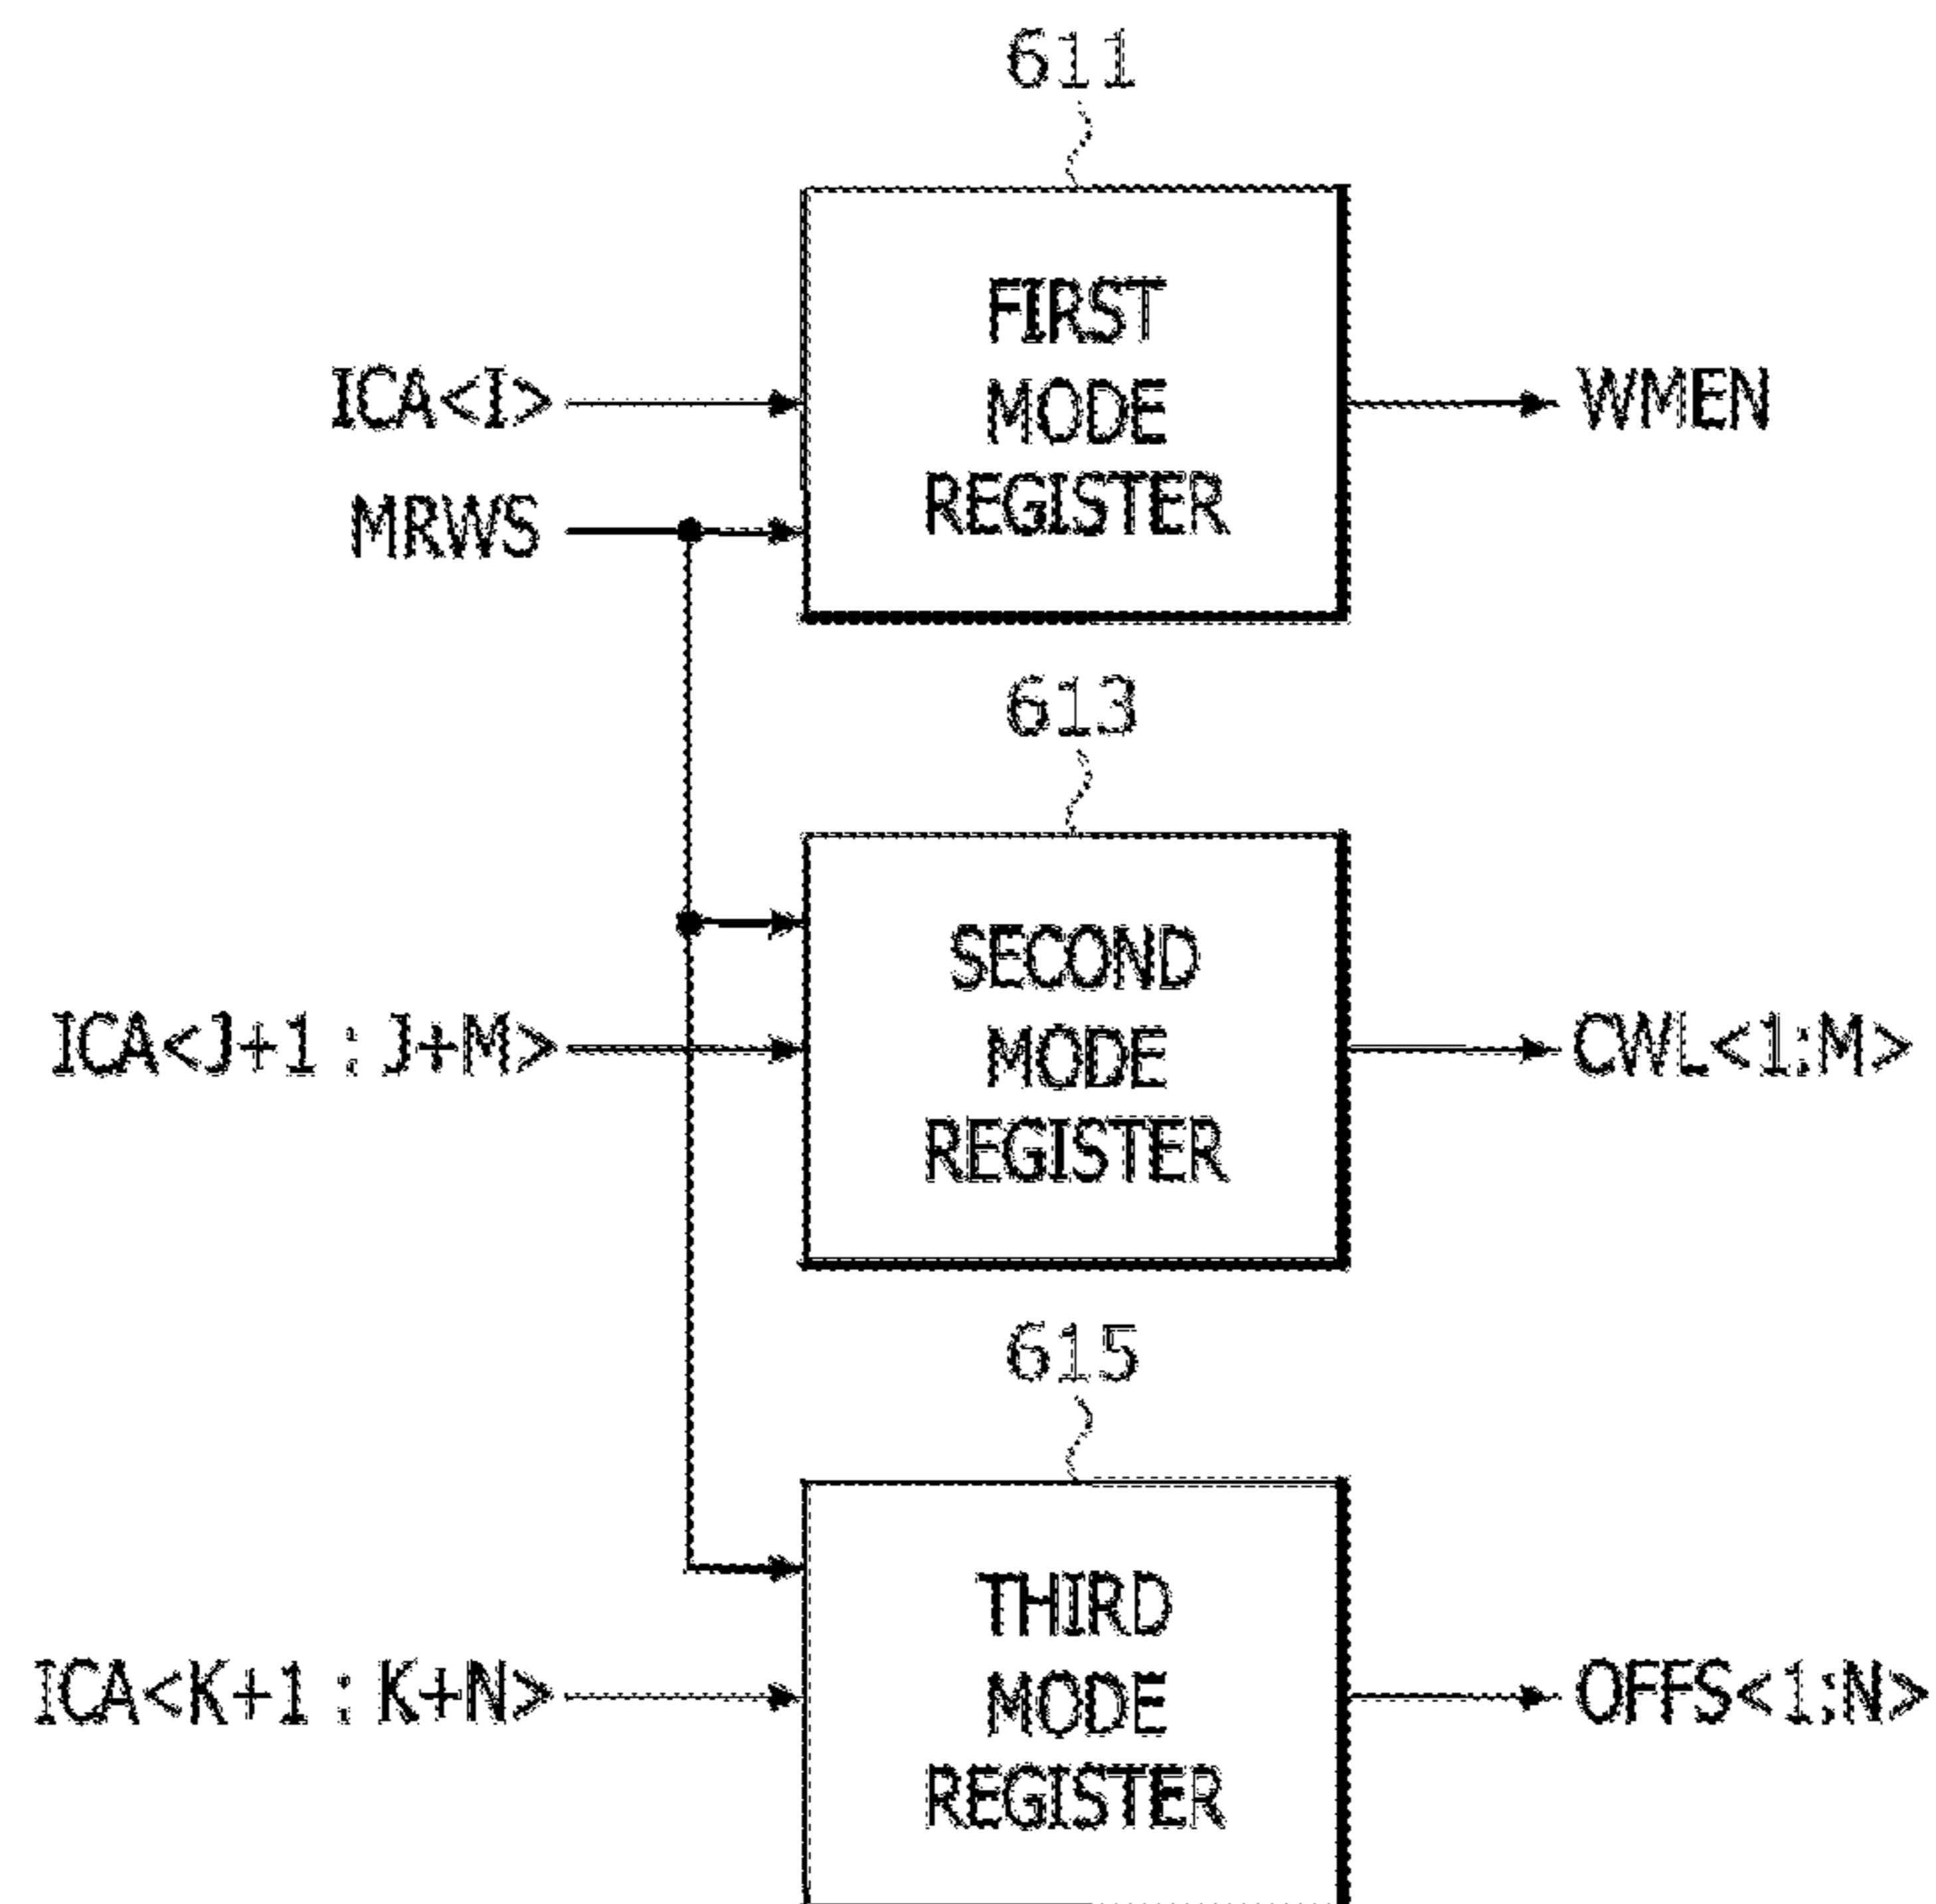 611
FIRST
MODE
REGISTER
ICA<I>
MRWS
WMEN
613
SECOND
MODE
REGISTER
ICA<J+1 : J+M>
CWL<1:M>
615
THIRD
MODE
REGISTER
ICA<K+1 : K+N>
OFFS<1:N>